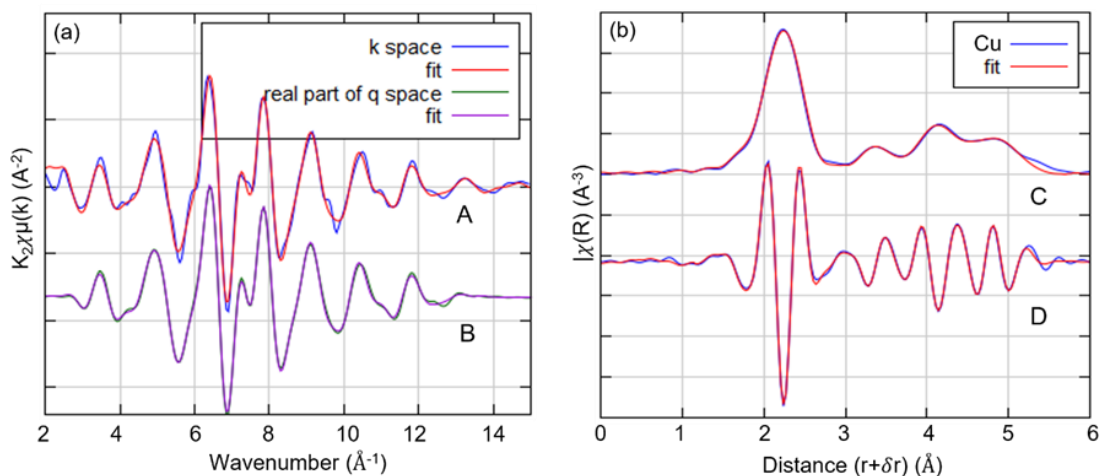 (a)
k space
fit
real part of q space
fit
A
B
K₂χμ(k) (A⁻²)
2 4 6 8 10 12 14
Wavenumber (Å⁻¹)
(b)
Cu
fit
C
D
Iχ(R) (A⁻³)
0 1 2 3 4 5 6
Distance (r+δr) (Å)